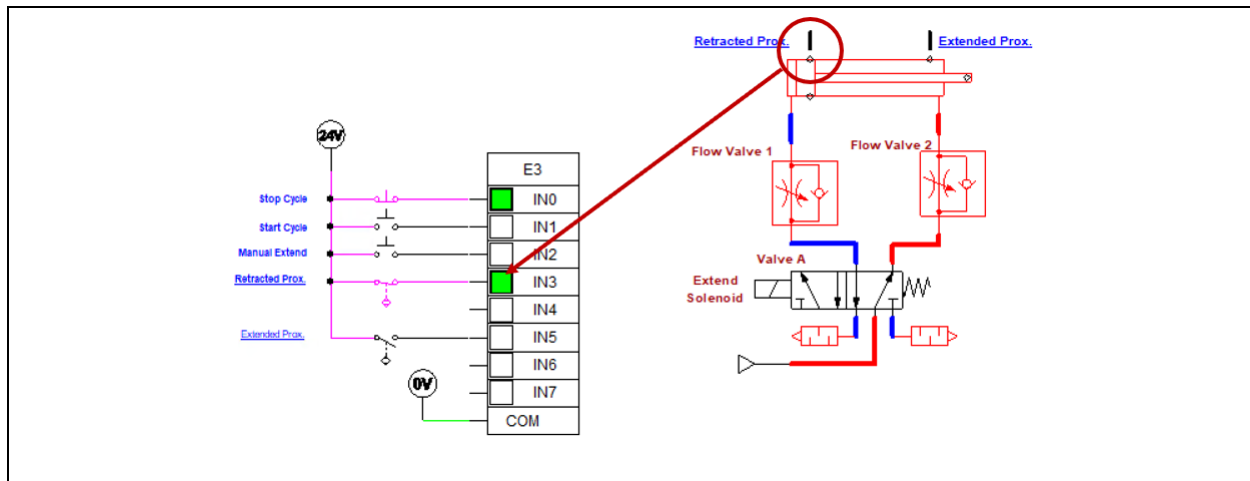 Retracted Prox.
Extended Prox.
24V
Flow Valve 1
Flow Valve 2
E3
Stop Cycle
IN0
Start Cycle
IN1
Manual Extend
IN2
Retracted Prox.
IN3
IN4
Extended Prox.
IN5
IN6
0V
IN7
COM
Valve A
Extend
Solenoid